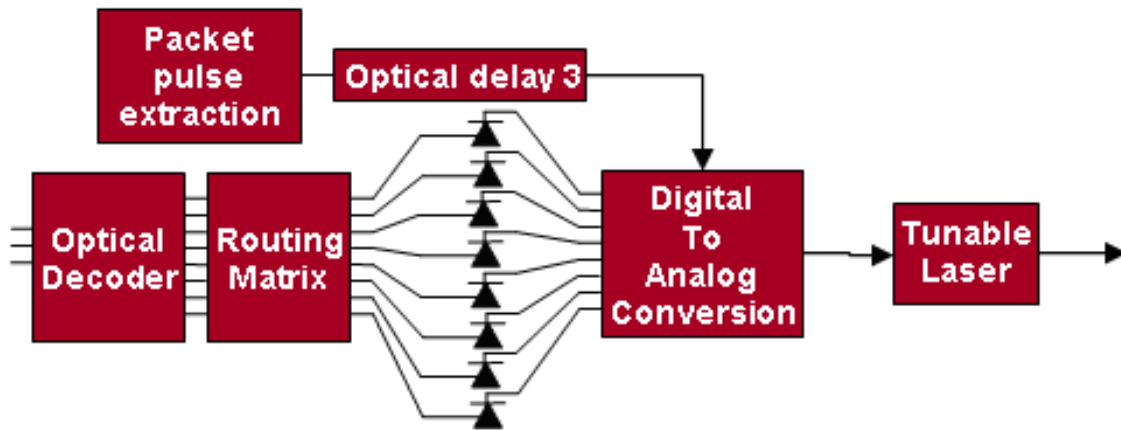 Packet
pulse
extraction
Optical delay 3
Optical
Decoder
Routing
Matrix
Digital
To
Analog
Conversion
Tunable
Laser